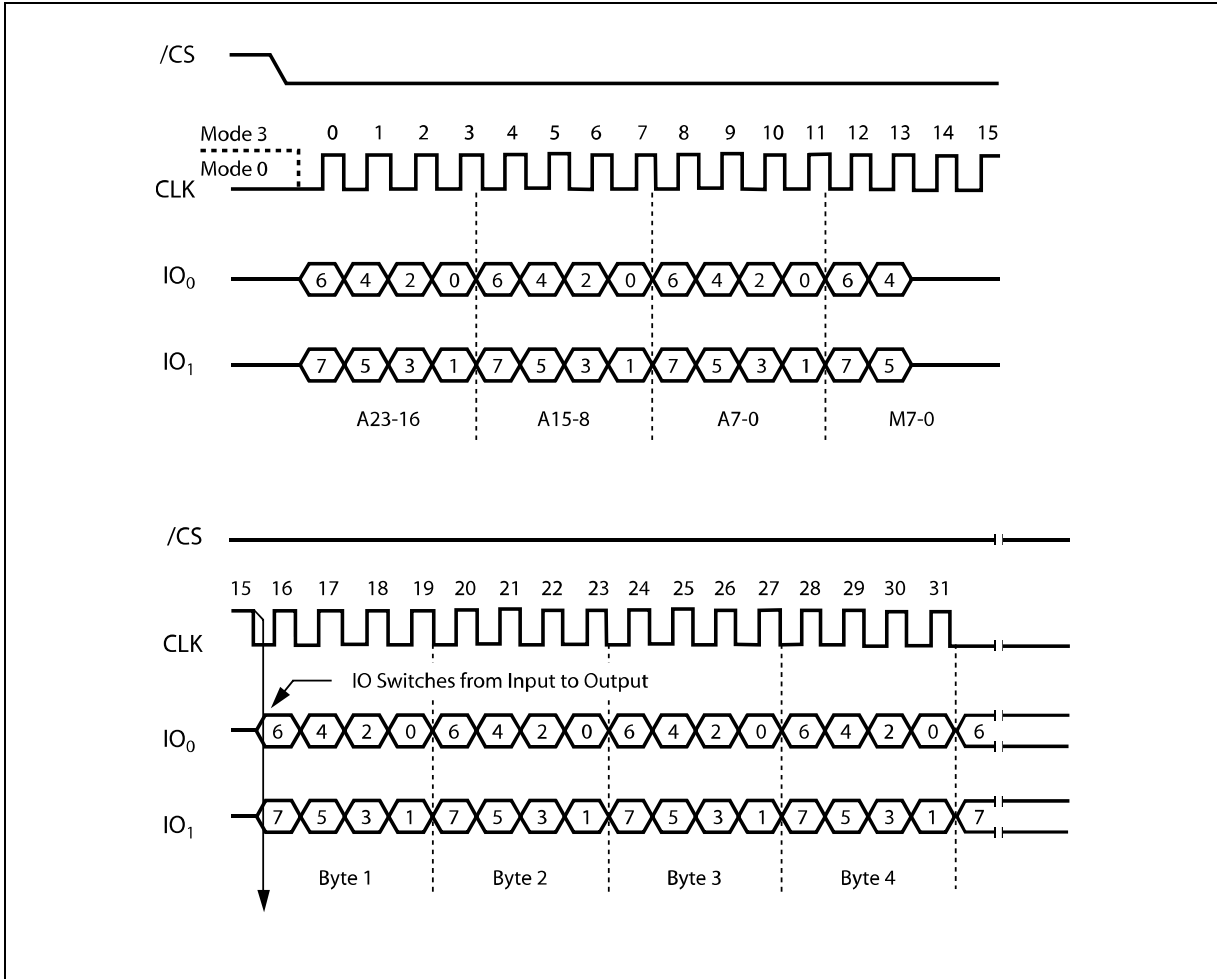 /CS
Mode 3
0 1 2 3 4 5 6 7 8 9 10 11 12 13 14 15
Mode 0
CLK
IO0 6 4 2 0 6 4 2 0 6 4 2 0 6 4
IO1 7 5 3 1 7 5 3 1 7 5 3 1 7 5
A23-16 A15-8 A7-0 M7-0
/CS
15 16 17 18 19 20 21 22 23 24 25 26 27 28 29 30 31
CLK
IO Switches from Input to Output
IO0 6 4 2 0 6 4 2 0 6 4 2 0 6 4 2 0 6
IO1 7 5 3 1 7 5 3 1 7 5 3 1 7 5 3 1 7
Byte 1 Byte 2 Byte 3 Byte 4